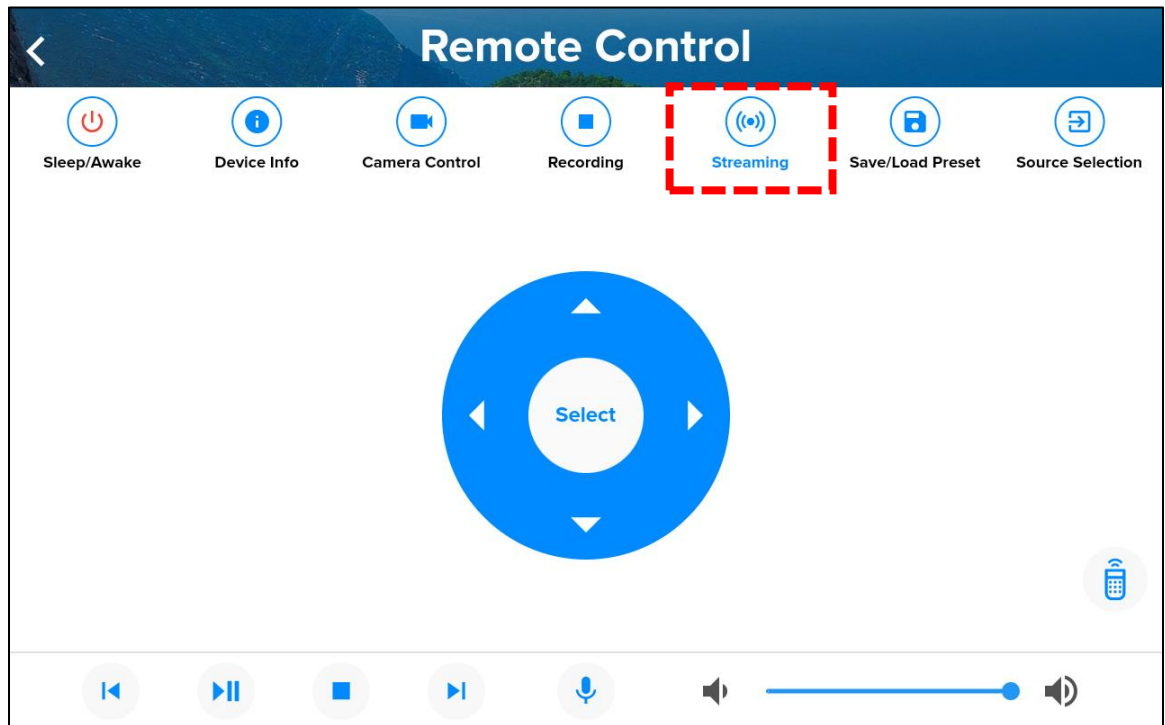 Remote Control
Sleep/Awake
Device Info
Camera Control
Recording
Streaming
Save/Load Preset
Source Selection
Select